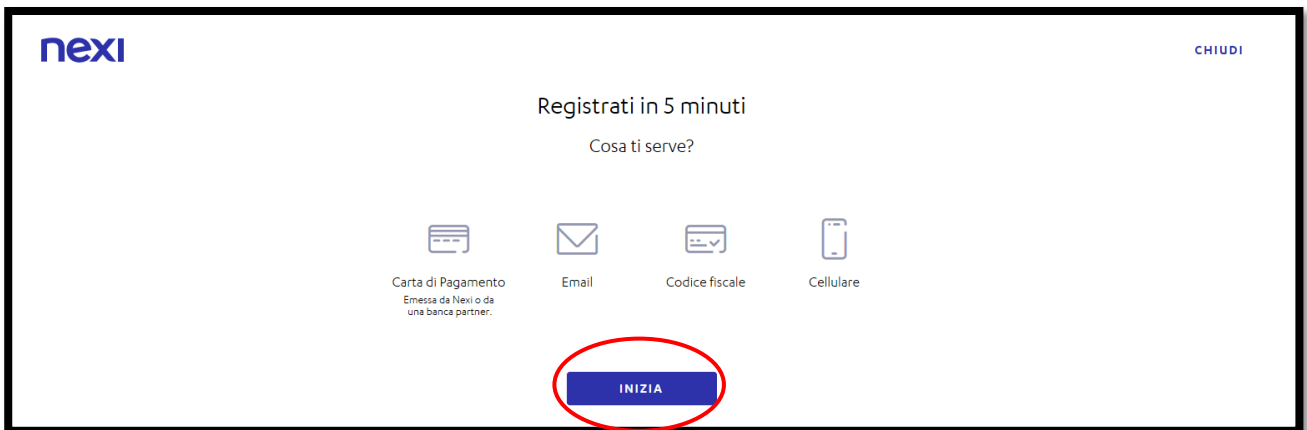 nexi
CHIUDI
Registrati in 5 minuti
Cosa ti serve?
Carta di Pagamento
Emessa da Nexi o da
una banca partner.
Email
Codice fiscale
Cellulare
INIZIA